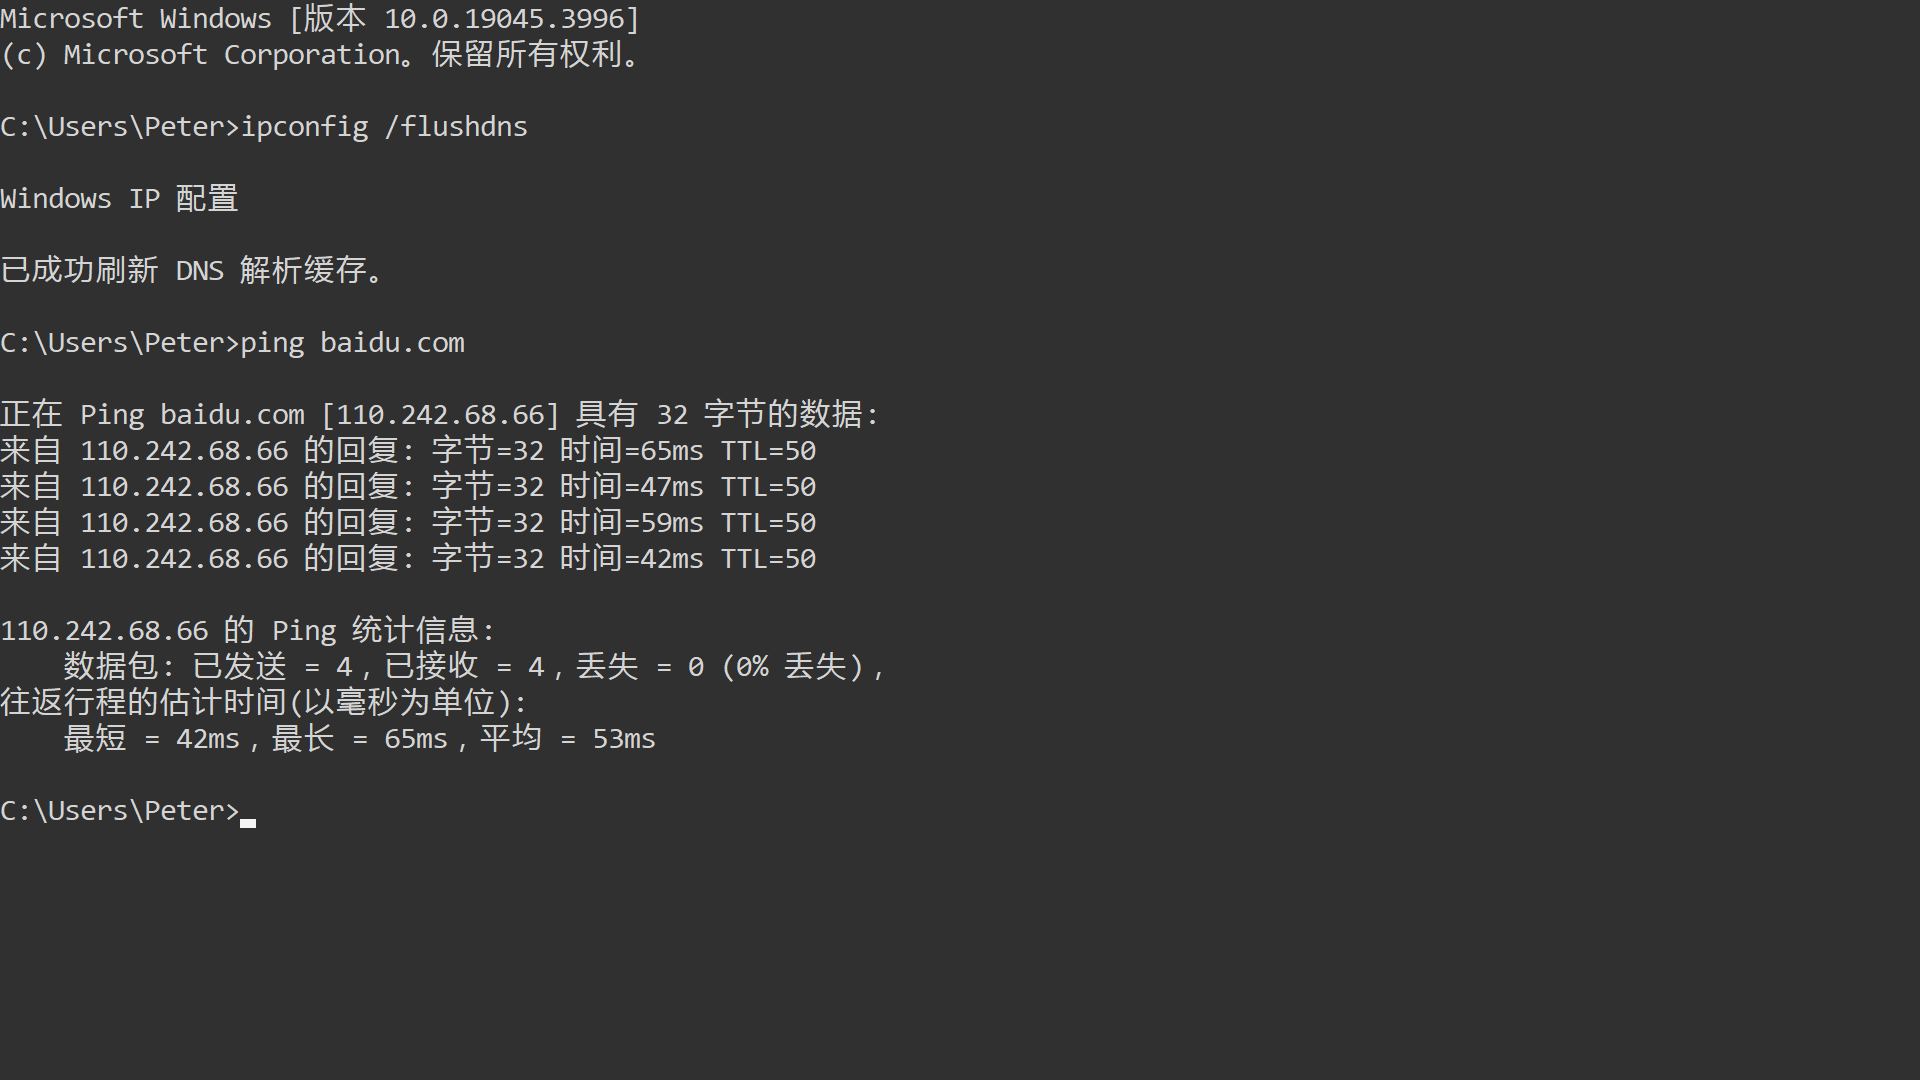 Microsoft Windows [版本 10.0.19045.3996]
(c) Microsoft Corporation。保留所有权利。
C:\Users\Peter>ipconfig /flushdns
Windows IP 配置
已成功刷新 DNS 解析缓存。
C:\Users\Peter>ping baidu.com
正在 Ping baidu.com [110.242.68.66] 具有 32 字节的数据:
来自 110.242.68.66 的回复: 字节=32 时间=65ms TTL=50
来自 110.242.68.66 的回复: 字节=32 时间=47ms TTL=50
来自 110.242.68.66 的回复: 字节=32 时间=59ms TTL=50
来自 110.242.68.66 的回复: 字节=32 时间=42ms TTL=50
110.242.68.66 的 Ping 统计信息:
    数据包: 已发送 = 4，已接收 = 4，丢失 = 0 (0% 丢失)，
往返行程的估计时间(以毫秒为单位):
    最短 = 42ms，最长 = 65ms，平均 = 53ms
C:\Users\Peter>